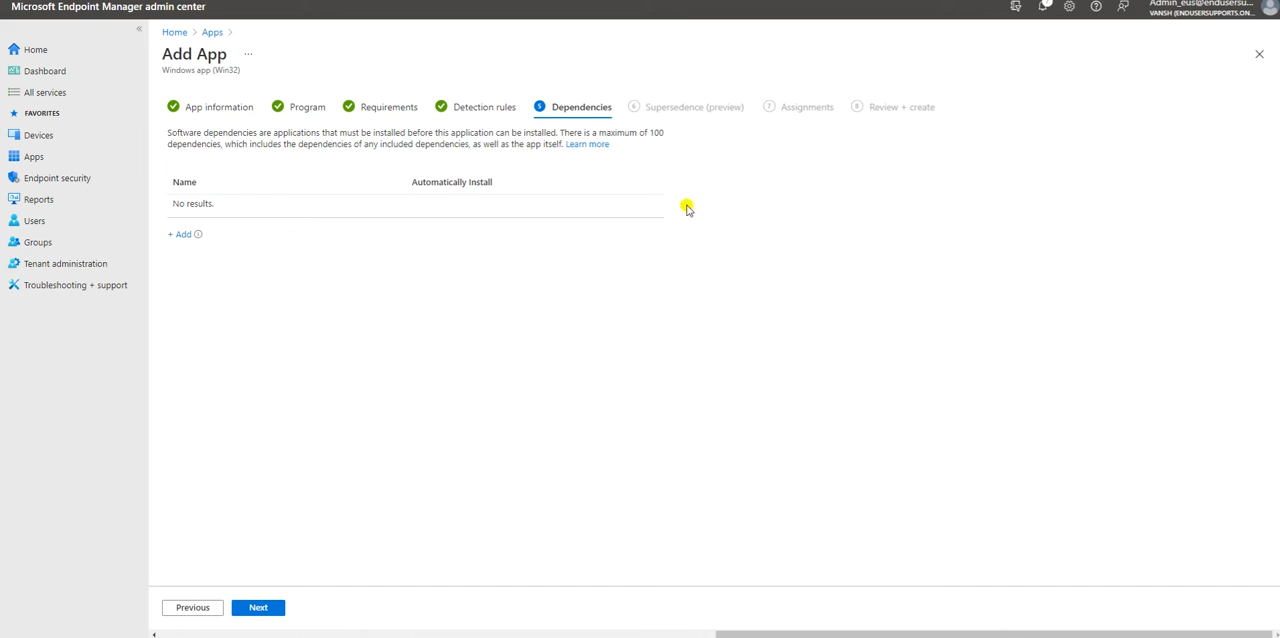 Microsoft Endpoint Manager admin center
Admin_eus@endusersu...
VANSH (ENDUSERSUPPORTS.ON...
«
Home
Dashboard
All services
FAVORITES
Devices
Apps
Endpoint security
Reports
Users
Groups
Tenant administration
Troubleshooting + support
Home > Apps >
Add App ...
Windows app (Win32)
App information
Program
Requirements
Detection rules
5 Dependencies
6 Supersedence (preview)
7 Assignments
8 Review + create
Software dependencies are applications that must be installed before this application can be installed. There is a maximum of 100
dependencies, which includes the dependencies of any included dependencies, as well as the app itself. Learn more
Name Automatically Install
No results.
+ Add
Previous
Next